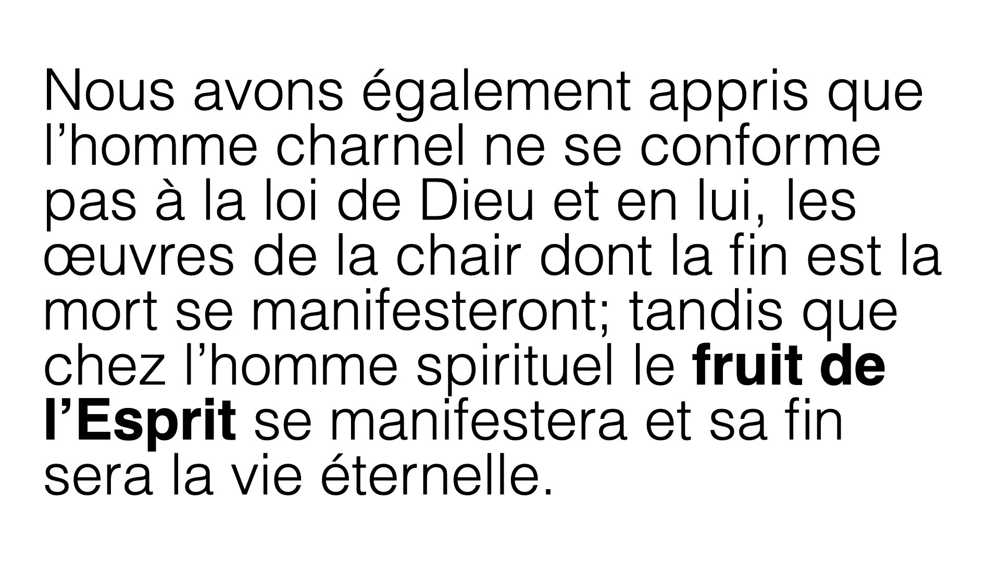 Nous avons également appris que
l’homme charnel ne se conforme
pas à la loi de Dieu et en lui, les
œuvres de la chair dont la fin est la
mort se manifesteront; tandis que
chez l’homme spirituel le fruit de
l’Esprit se manifestera et sa fin
sera la vie éternelle.